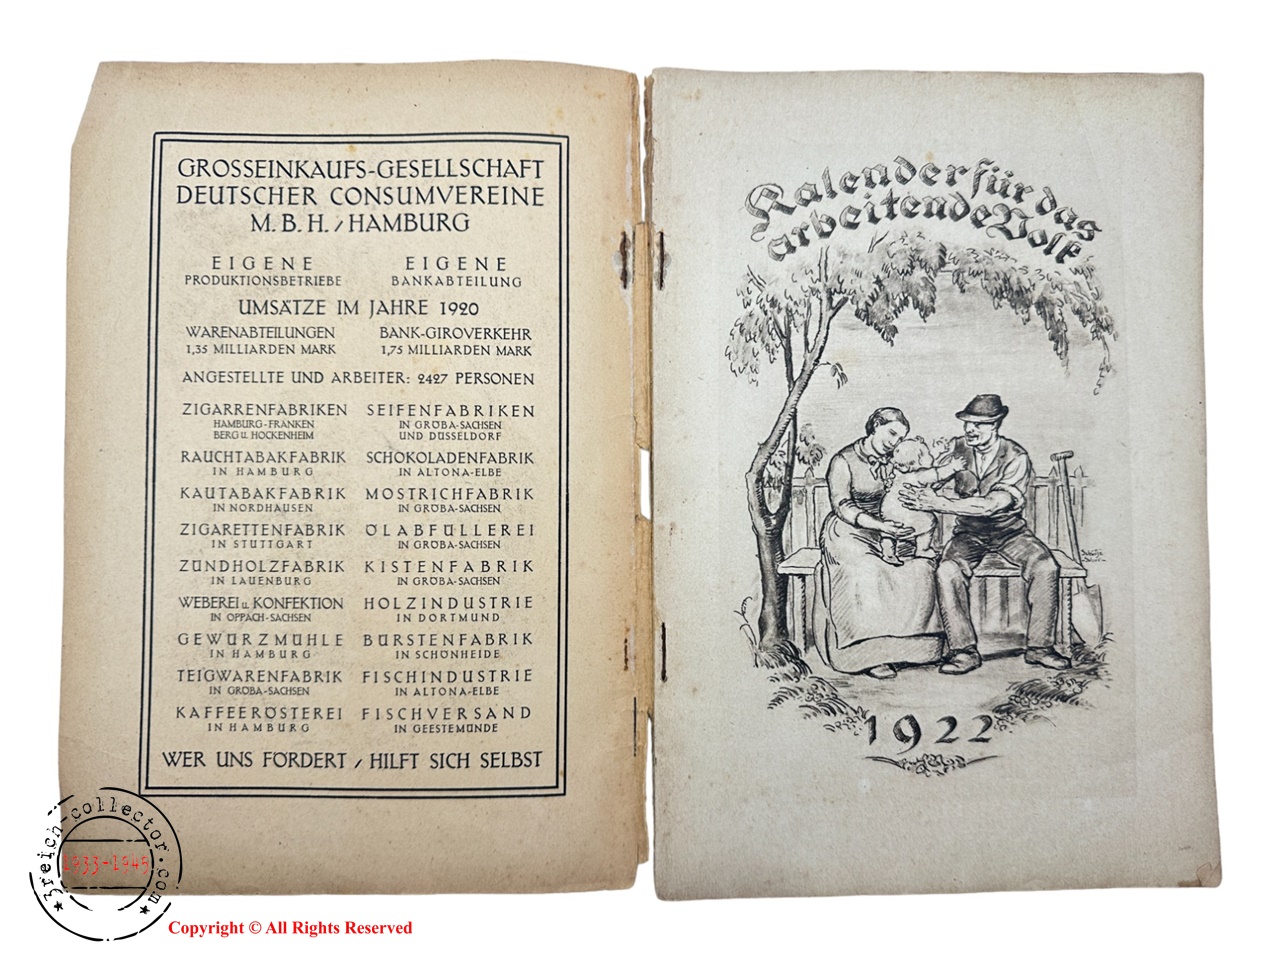 GROSSEINKAUFS-GESELLSCHAFT
DEUTSCHER CONSUMVEREINE
M. B. H. / HAMBURG
EIGENE
PRODUKTIONSBETRIEBE
EIGENE
BANKABTEILUNG
UMSÄTZE IM JAHRE 1920
WARENABTEILUNGEN
1,35 MILLIARDEN MARK
BANK-GIROVERKEHR
1,75 MILLIARDEN MARK
ANGESTELLTE UND ARBEITER: 2427 PERSONEN
ZIGARRENFABRIKEN
HAMBURG-FRANKEN
BERG u. HOCKENHEIM
RAUCHTABAKFABRIK
IN HAMBURG
KAUTABAKFABRIK
IN NORDHAUSEN
ZIGARETTENFABRIK
IN STUTTGART
ZÜNDHOLZFABRIK
IN LAUENBURG
WEBEREI u. KONFEKTION
IN OPPACH-SACHSEN
GEWÜRZMÜHLE
IN HAMBURG
TEIGWARENFABRIK
IN GRÖBA-SACHSEN
KAFFEERÖSTEREI
IN HAMBURG
SEIFENFABRIKEN
IN GRÖBA-SACHSEN
UND DÜSSELDORF
SCHOKOLADENFABRIK
IN ALTONA-ELBE
MOSTRICHFABRIK
IN GRÖBA-SACHSEN
ÖLABFÜLLEREI
IN GRÖBA-SACHSEN
KISTENFABRIK
IN GRÖBA-SACHSEN
HOLZINDUSTRIE
IN DORTMUND
BÜRSTENFABRIK
IN SCHÖNHEIDE
FISCHINDUSTRIE
IN ALTONA-ELBE
FISCHVERSAND
IN GEESTEMÜNDE
WER UNS FÖRDERT / HILFT SICH SELBST
Kalender für das
arbeitende Volk
1922
3reich-collector.com
1933-1945
Copyright © All Rights Reserved